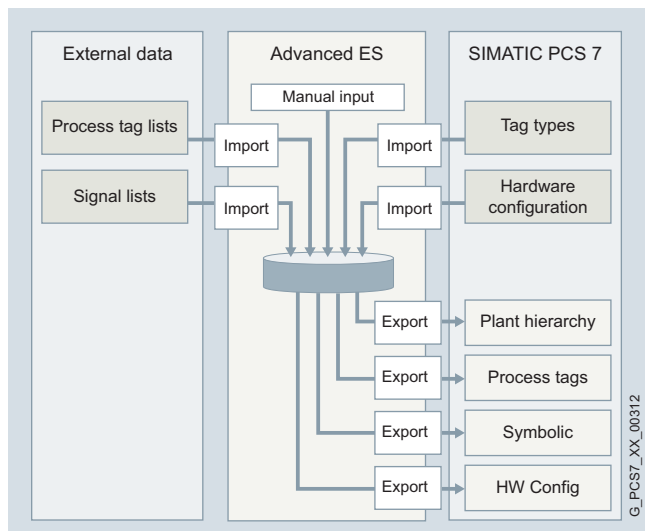 External data
Advanced ES
SIMATIC PCS 7
Manual input
Process tag lists
Import
Import
Tag types
Signal lists
Import
Import
Hardware
configuration
Export
Plant hierarchy
Export
Process tags
Export
Symbolic
Export
HW Config
G_PCS7_XX_00312